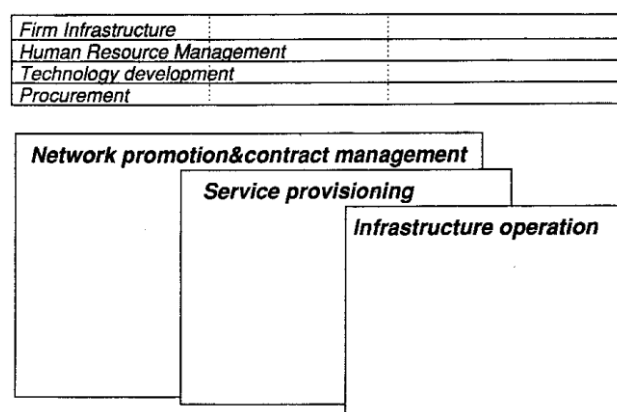 Firm Infrastructure
Human Resource Management
Technology development
Procurement
Network promotion&contract management
Service provisioning
Infrastructure operation